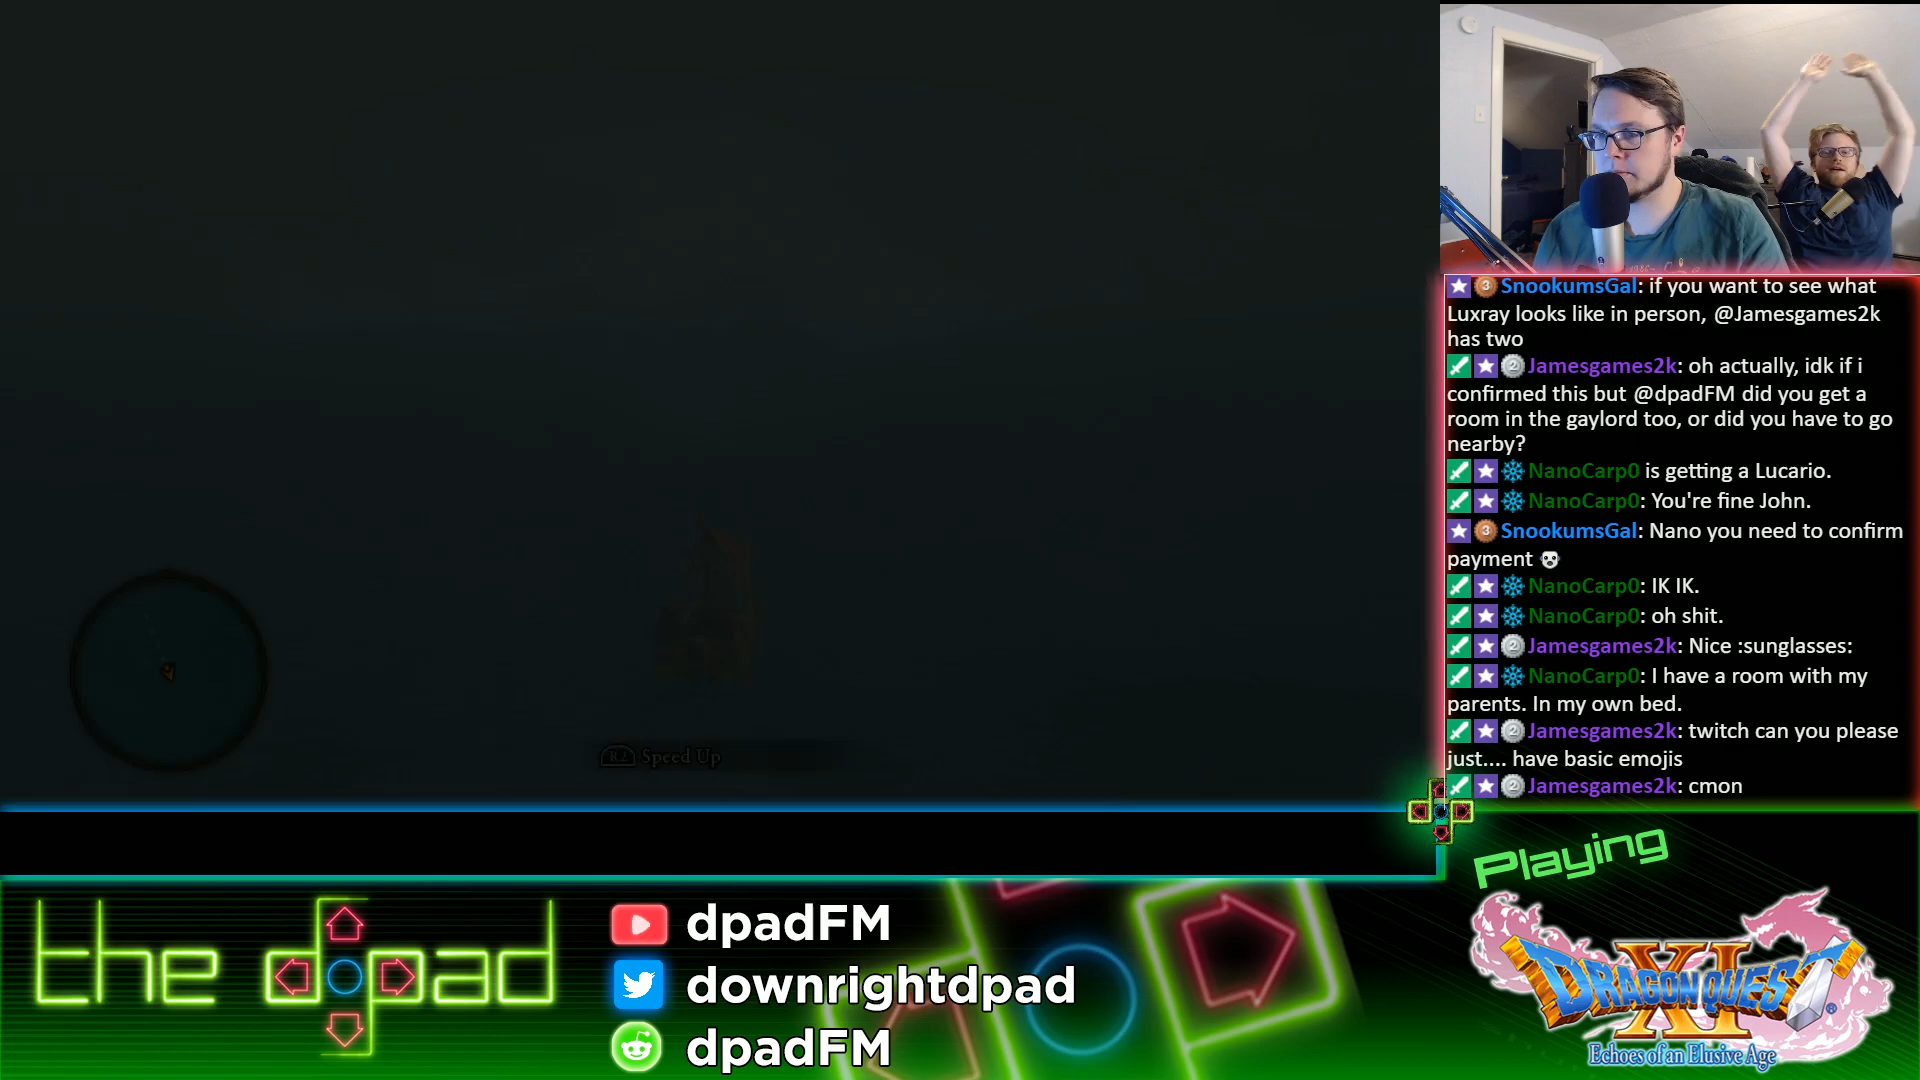 SnookumsGal: if you want to see what
Luxray looks like in person, @Jamesgames2k
has two
Jamesgames2k: oh actually, idk if i
confirmed this but @dpadFM did you get a
room in the gaylord too, or did you have to go
nearby?
NanoCarp0 is getting a Lucario.
NanoCarp0: You're fine John.
SnookumsGal: Nano you need to confirm
payment
NanoCarp0: IK IK.
NanoCarp0: oh shit.
Jamesgames2k: Nice :sunglasses:
NanoCarp0: I have a room with my
parents. In my own bed.
Jamesgames2k: twitch can you please
just.... have basic emojis
Jamesgames2k: cmon
R2 Speed Up
Playing
DRAGON QUEST
XI
Echoes of an Elusive Age
the dpad
dpadFM
downrightdpad
dpadFM